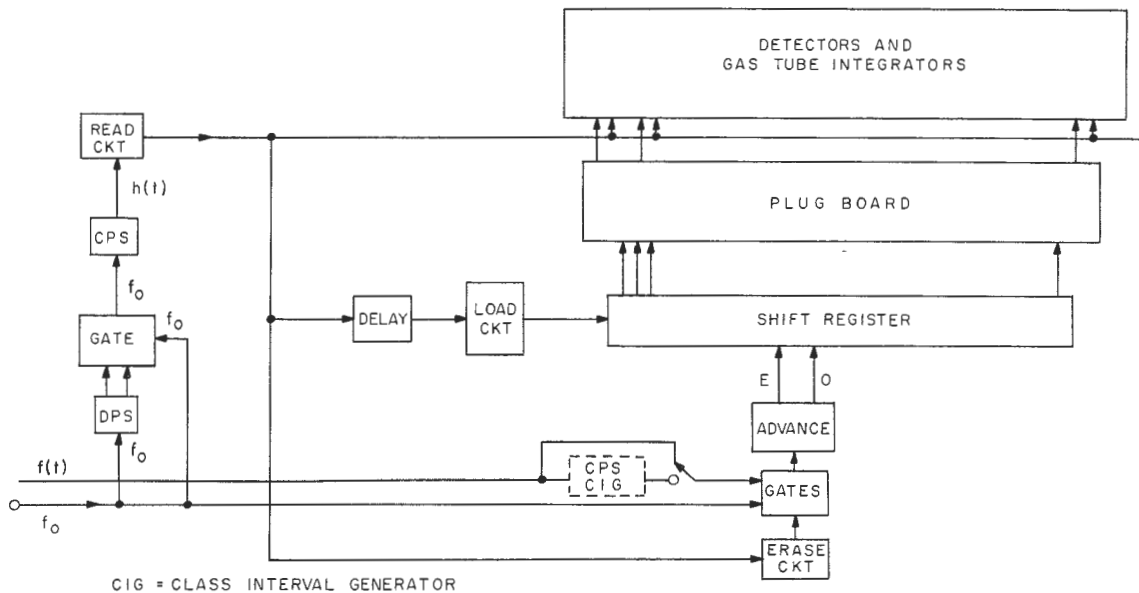 DETECTORS AND
GAS TUBE INTEGRATORS
READ
CKT
h(t)
PLUG BOARD
CPS
f₀
f₀
GATE
DELAY
LOAD
CKT
SHIFT REGISTER
E
O
DPS
f₀
ADVANCE
f(t)
CPS
CIG
GATES
f₀
ERASE
CKT
CIG = CLASS INTERVAL GENERATOR